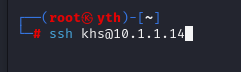 ┌──(root㉿yth)-[~]
└─# ssh khs@10.1.1.14